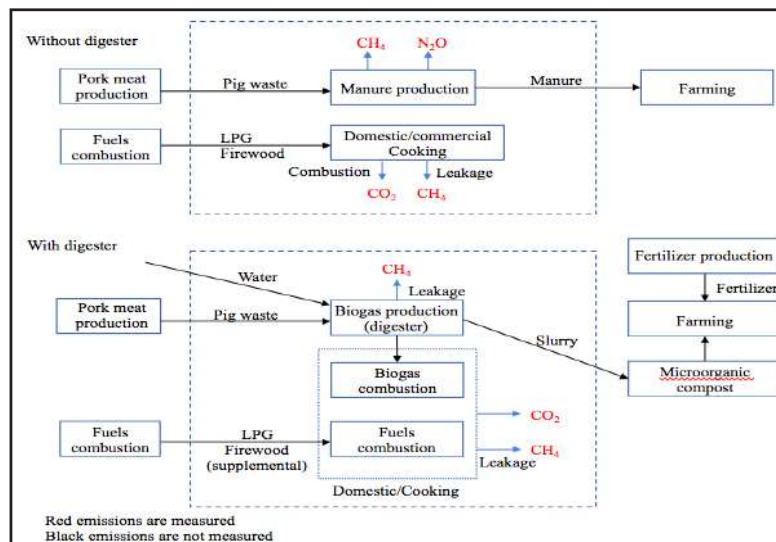 Without digester
CH4
N2O
Pork meat
production
Pig waste
Manure production
Manure
Farming
Fuels
combustion
LPG
Firewood
Domestic/commercial
Cooking
Combustion
Leakage
CO2
CH4
With digester
Water
CH4
Leakage
Fertilizer production
Fertilizer
Pork meat
production
Pig waste
Biogas production
(digester)
Slurry
Farming
Biogas
combustion
Microorganic
compost
CO2
Fuels
combustion
LPG
Firewood
(supplemental)
Fuels
combustion
CH4
Leakage
Domestic/Cooking
Red emissions are measured
Black emissions are not measured